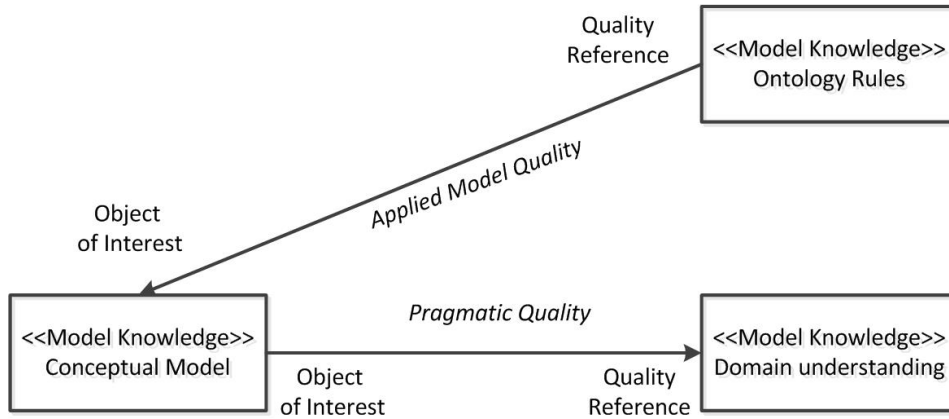 Quality
Reference
<<Model Knowledge>>
Ontology Rules
Applied Model Quality
Object
of Interest
<<Model Knowledge>>
Conceptual Model
Pragmatic Quality
Object
of Interest
Quality
Reference
<<Model Knowledge>>
Domain understanding